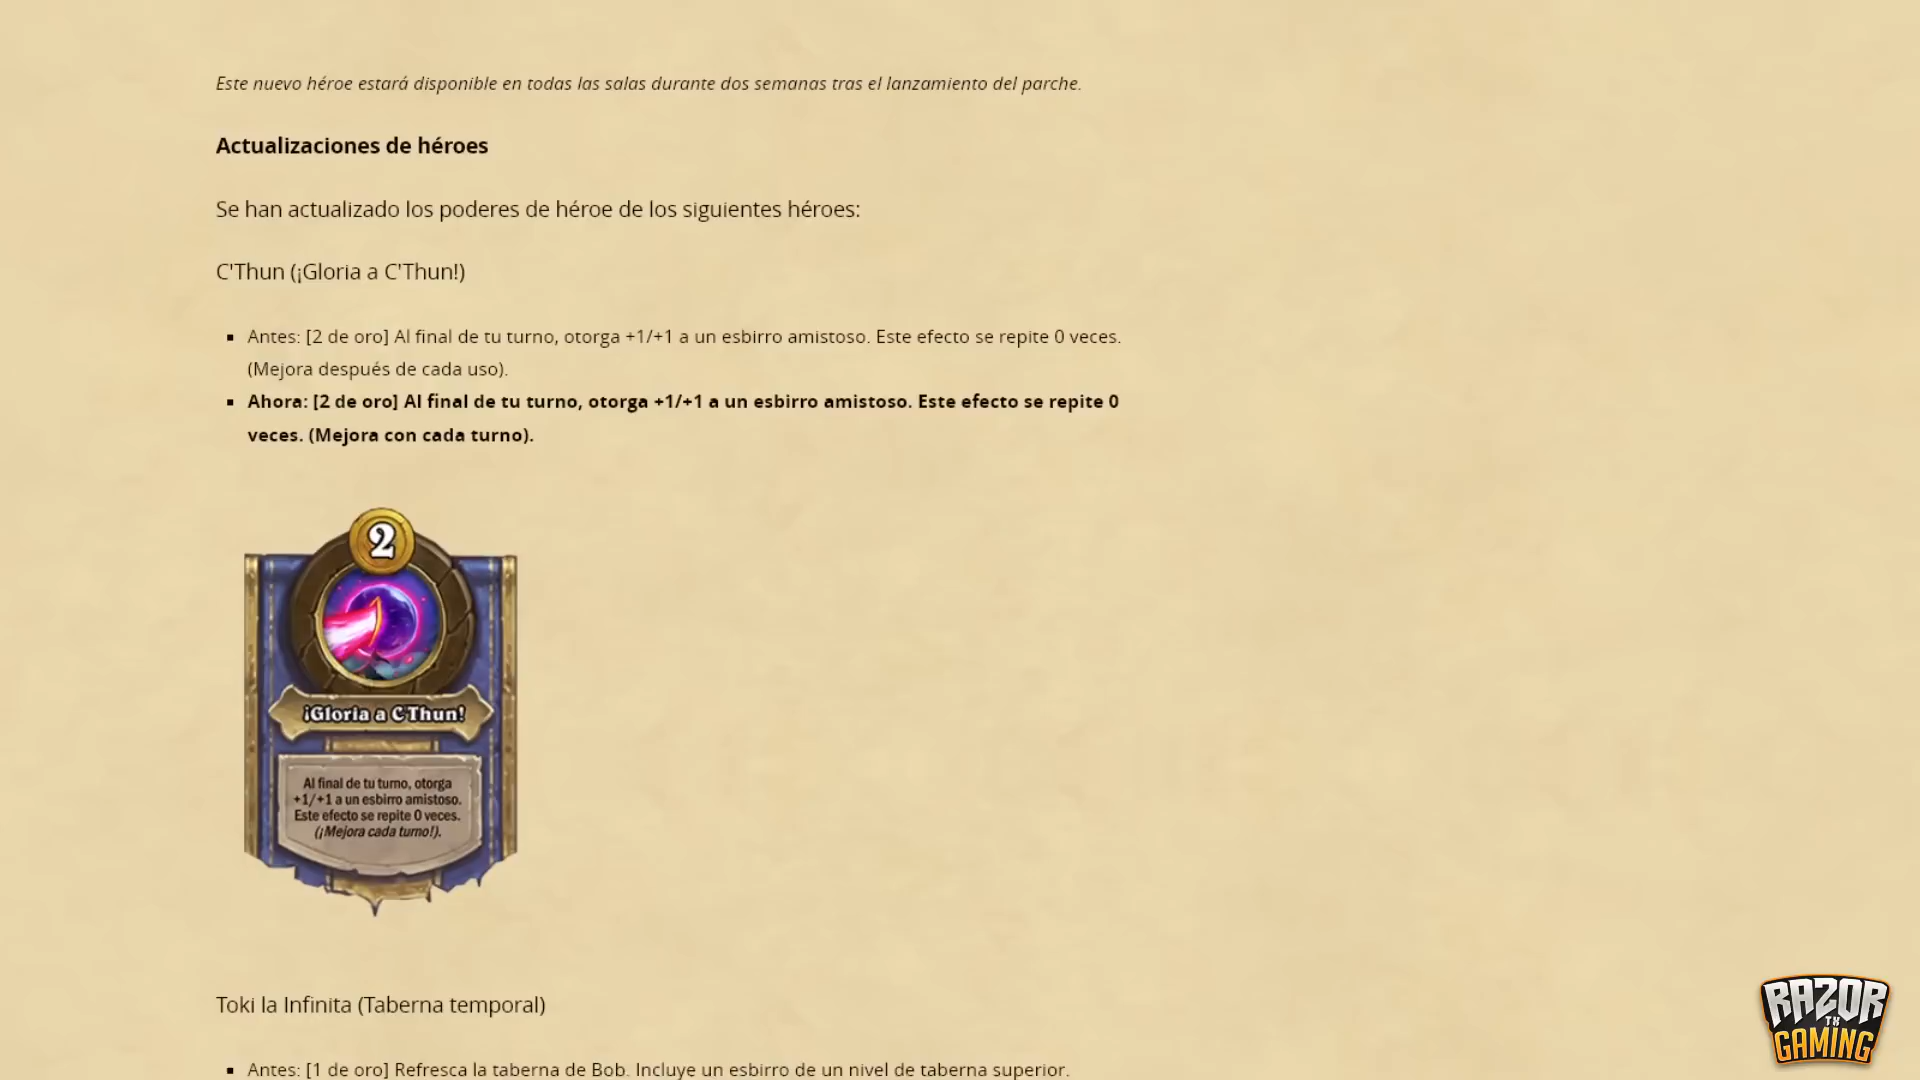 Este nuevo héroe estará disponible en todas las salas durante dos semanas tras el lanzamiento del parche.
Actualizaciones de héroes
Se han actualizado los poderes de héroe de los siguientes héroes:
C'Thun (¡Gloria a C'Thun!)
▪ Antes: [2 de oro] Al final de tu turno, otorga +1/+1 a un esbirro amistoso. Este efecto se repite 0 veces.
(Mejora después de cada uso).
▪ Ahora: [2 de oro] Al final de tu turno, otorga +1/+1 a un esbirro amistoso. Este efecto se repite 0
veces. (Mejora con cada turno).
2
¡Gloria a C'Thun!
Al final de tu turno, otorga
+1/+1 a un esbirro amistoso.
Este efecto se repite 0 veces.
(¡Mejora cada turno!).
Toki la Infinita (Taberna temporal)
▪ Antes: [1 de oro] Refresca la taberna de Bob. Incluye un esbirro de un nivel de taberna superior.
RAZOR
TX
GAMING